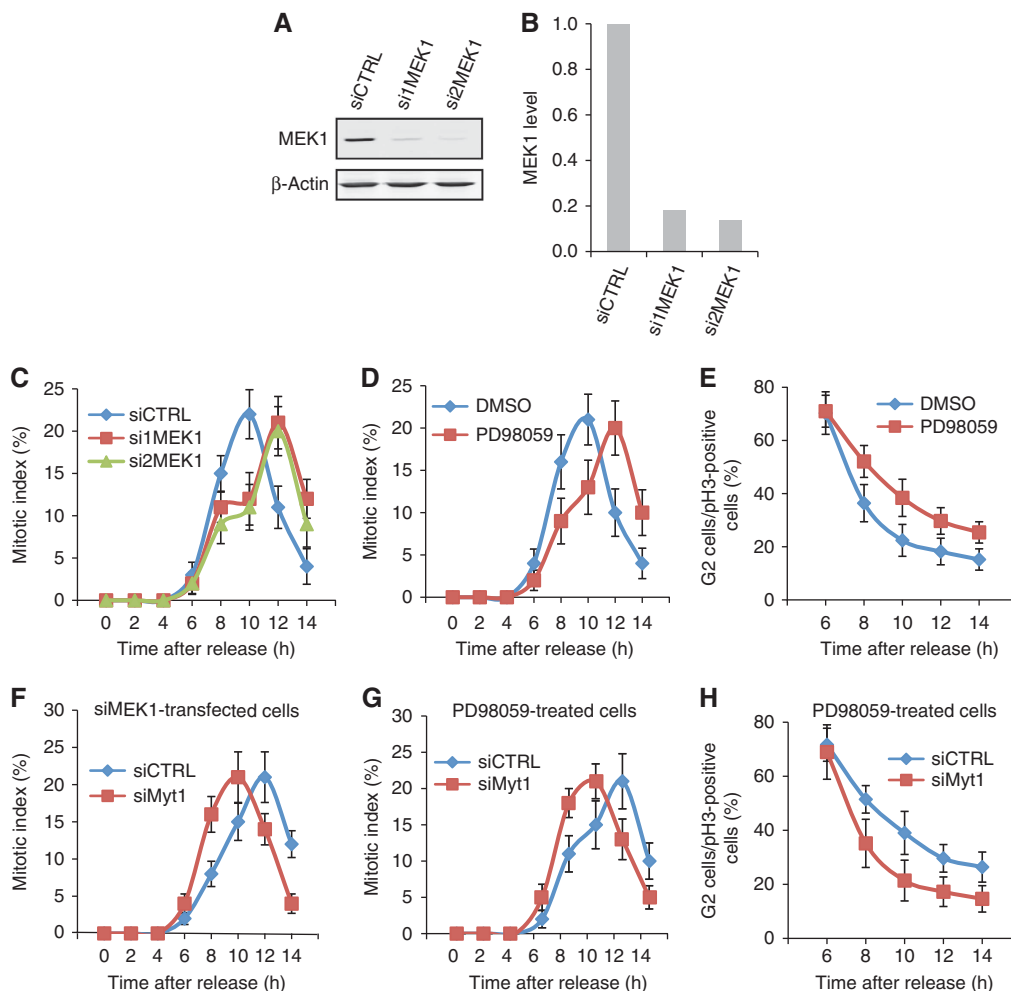 A
siCTRL
si1MEK1
si2MEK1
MEK1
β-Actin
B
MEK1 level
1.0
0.8
0.6
0.4
0.2
0.0
siCTRL
si1MEK1
si2MEK1
C
Mitotic index (%)
25
20
15
10
5
0
siCTRL
si1MEK1
si2MEK1
0 2 4 6 8 10 12 14
Time after release (h)
D
Mitotic index (%)
25
20
15
10
5
0
DMSO
PD98059
0 2 4 6 8 10 12 14
Time after release (h)
E
G2 cells/pH3-positive
cells (%)
80
60
40
20
0
DMSO
PD98059
6 8 10 12 14
Time after release (h)
F
siMEK1-transfected cells
Mitotic index (%)
30
25
20
15
10
5
0
siCTRL
siMyt1
0 2 4 6 8 10 12 14
Time after release (h)
G
PD98059-treated cells
Mitotic index (%)
30
25
20
15
10
5
0
siCTRL
siMyt1
0 2 4 6 8 10 12 14
Time after release (h)
H
PD98059-treated cells
G2 cells/pH3-positive
cells (%)
80
60
40
20
0
siCTRL
siMyt1
6 8 10 12 14
Time after release (h)